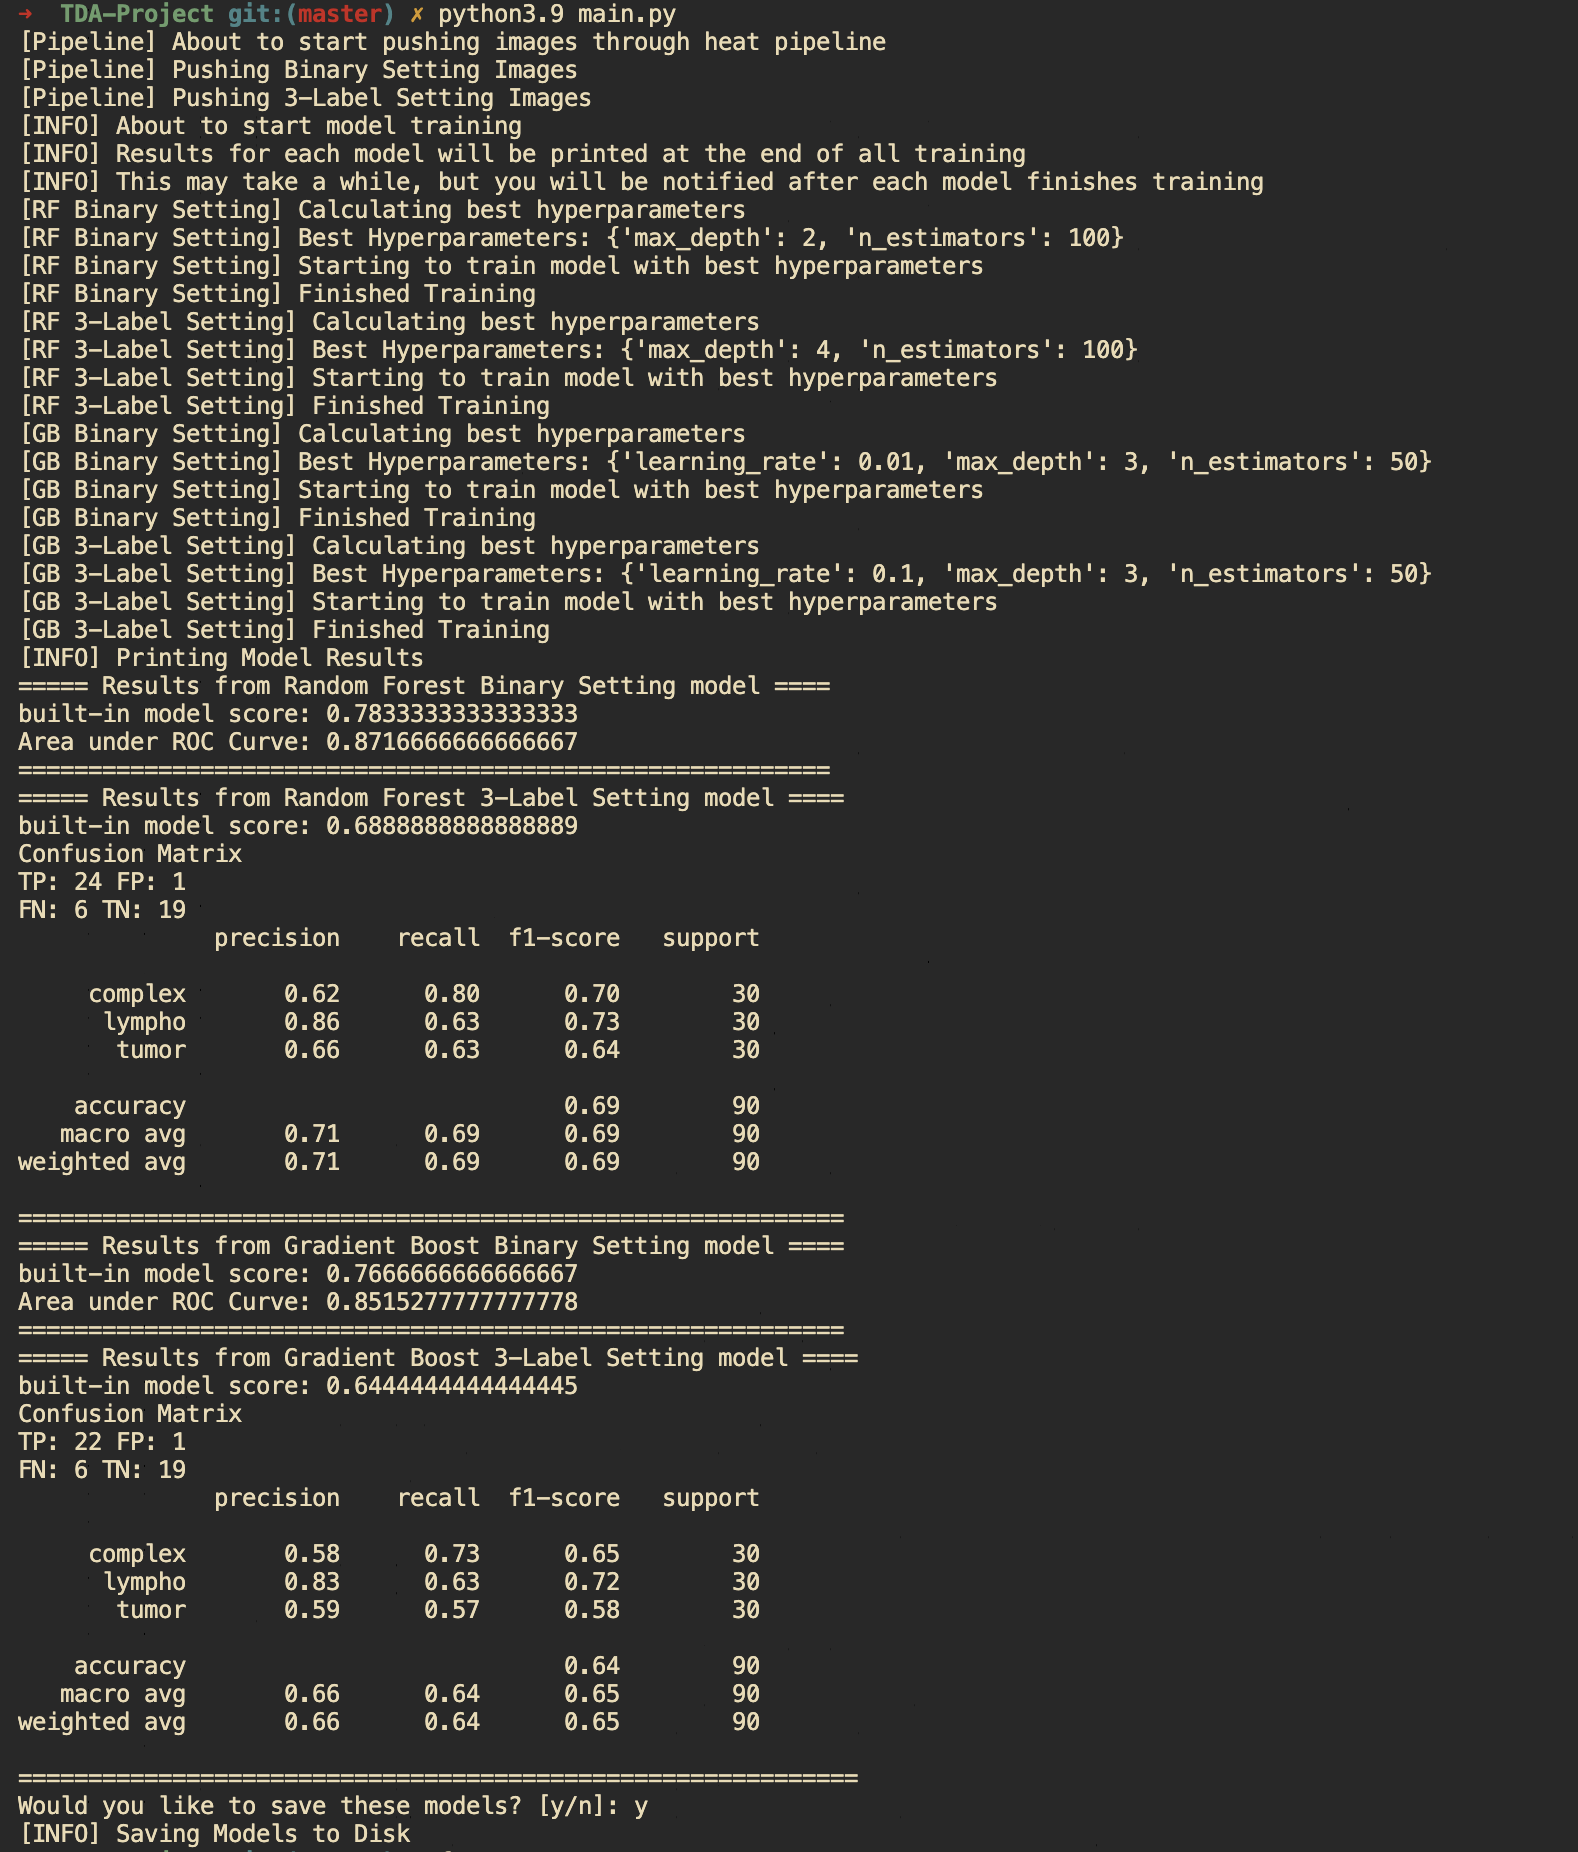 →  TDA-Project git:(master) ✗ python3.9 main.py
[Pipeline] About to start pushing images through heat pipeline
[Pipeline] Pushing Binary Setting Images
[Pipeline] Pushing 3-Label Setting Images
[INFO] About to start model training
[INFO] Results for each model will be printed at the end of all training
[INFO] This may take a while, but you will be notified after each model finishes training
[RF Binary Setting] Calculating best hyperparameters
[RF Binary Setting] Best Hyperparameters: {'max_depth': 2, 'n_estimators': 100}
[RF Binary Setting] Starting to train model with best hyperparameters
[RF Binary Setting] Finished Training
[RF 3-Label Setting] Calculating best hyperparameters
[RF 3-Label Setting] Best Hyperparameters: {'max_depth': 4, 'n_estimators': 100}
[RF 3-Label Setting] Starting to train model with best hyperparameters
[RF 3-Label Setting] Finished Training
[GB Binary Setting] Calculating best hyperparameters
[GB Binary Setting] Best Hyperparameters: {'learning_rate': 0.01, 'max_depth': 3, 'n_estimators': 50}
[GB Binary Setting] Starting to train model with best hyperparameters
[GB Binary Setting] Finished Training
[GB 3-Label Setting] Calculating best hyperparameters
[GB 3-Label Setting] Best Hyperparameters: {'learning_rate': 0.1, 'max_depth': 3, 'n_estimators': 50}
[GB 3-Label Setting] Starting to train model with best hyperparameters
[GB 3-Label Setting] Finished Training
[INFO] Printing Model Results
===== Results from Random Forest Binary Setting model ====
built-in model score: 0.7833333333333333
Area under ROC Curve: 0.8716666666666667
==========================================================
===== Results from Random Forest 3-Label Setting model ====
built-in model score: 0.6888888888888889
Confusion Matrix
TP: 24 FP: 1
FN: 6 TN: 19
              precision    recall  f1-score   support

     complex       0.62      0.80      0.70        30
      lympho       0.86      0.63      0.73        30
       tumor       0.66      0.63      0.64        30

    accuracy                           0.69        90
   macro avg       0.71      0.69      0.69        90
weighted avg       0.71      0.69      0.69        90

===========================================================
===== Results from Gradient Boost Binary Setting model ====
built-in model score: 0.7666666666666667
Area under ROC Curve: 0.8515277777777778
===========================================================
===== Results from Gradient Boost 3-Label Setting model ====
built-in model score: 0.6444444444444445
Confusion Matrix
TP: 22 FP: 1
FN: 6 TN: 19
              precision    recall  f1-score   support

     complex       0.58      0.73      0.65        30
      lympho       0.83      0.63      0.72        30
       tumor       0.59      0.57      0.58        30

    accuracy                           0.64        90
   macro avg       0.66      0.64      0.65        90
weighted avg       0.66      0.64      0.65        90

============================================================
Would you like to save these models? [y/n]: y
[INFO] Saving Models to Disk